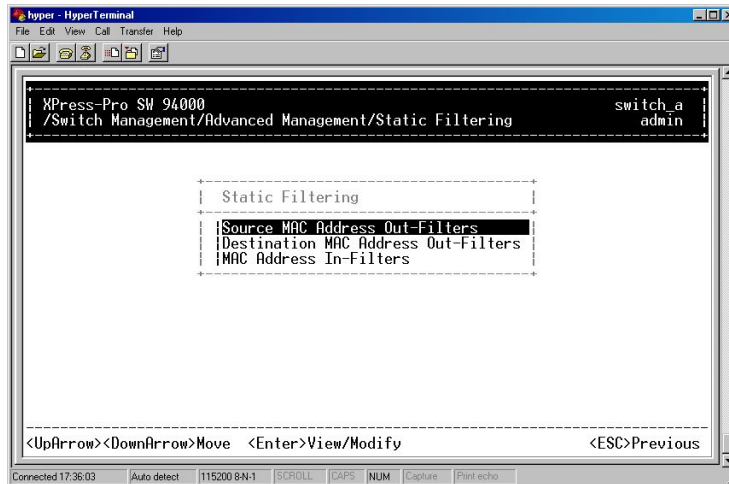 hyper - HyperTerminal
File Edit View Call Transfer Help
XPress-Pro SW 94000 switch_a
/Switch Management/Advanced Management/Static Filtering admin
Static Filtering
Source MAC Address Out-Filters
Destination MAC Address Out-Filters
MAC Address In-Filters
<UpArrow><DownArrow>Move <Enter>View/Modify <ESC>Previous
Connected 17:36:03 Auto detect 115200 8-N-1 SCROLL CAPS NUM Capture Print echo